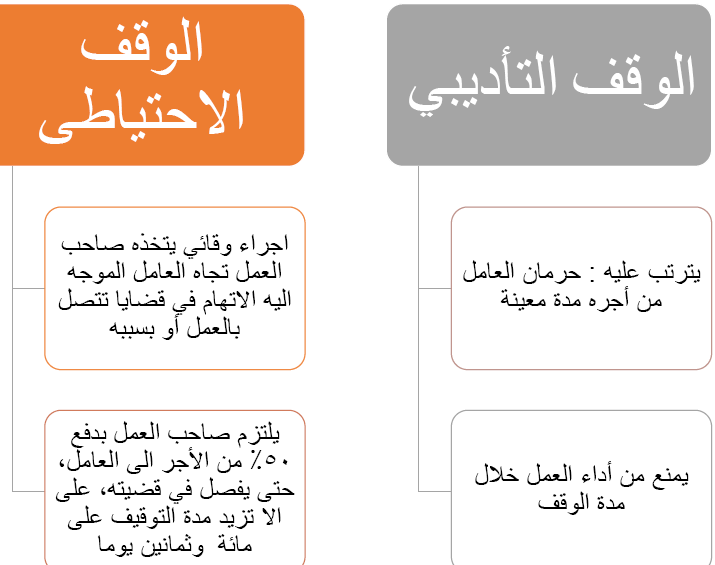 الوقف التأديبي
يترتب عليه : حرمان العامل
من أجره مدة معينة
يمنع من أداء العمل خلال
مدة الوقف
الوقف
الاحتياطى
اجراء وقائي يتخذه صاحب
العمل تجاه العامل الموجه
اليه الاتهام في قضايا تتصل
بالعمل أو بسببه
يلتزم صاحب العمل بدفع
٥٠٪ من الأجر الى العامل،
حتى يفصل في قضيته، على
الا تزيد مدة التوقيف على
مائة وثمانين يوما